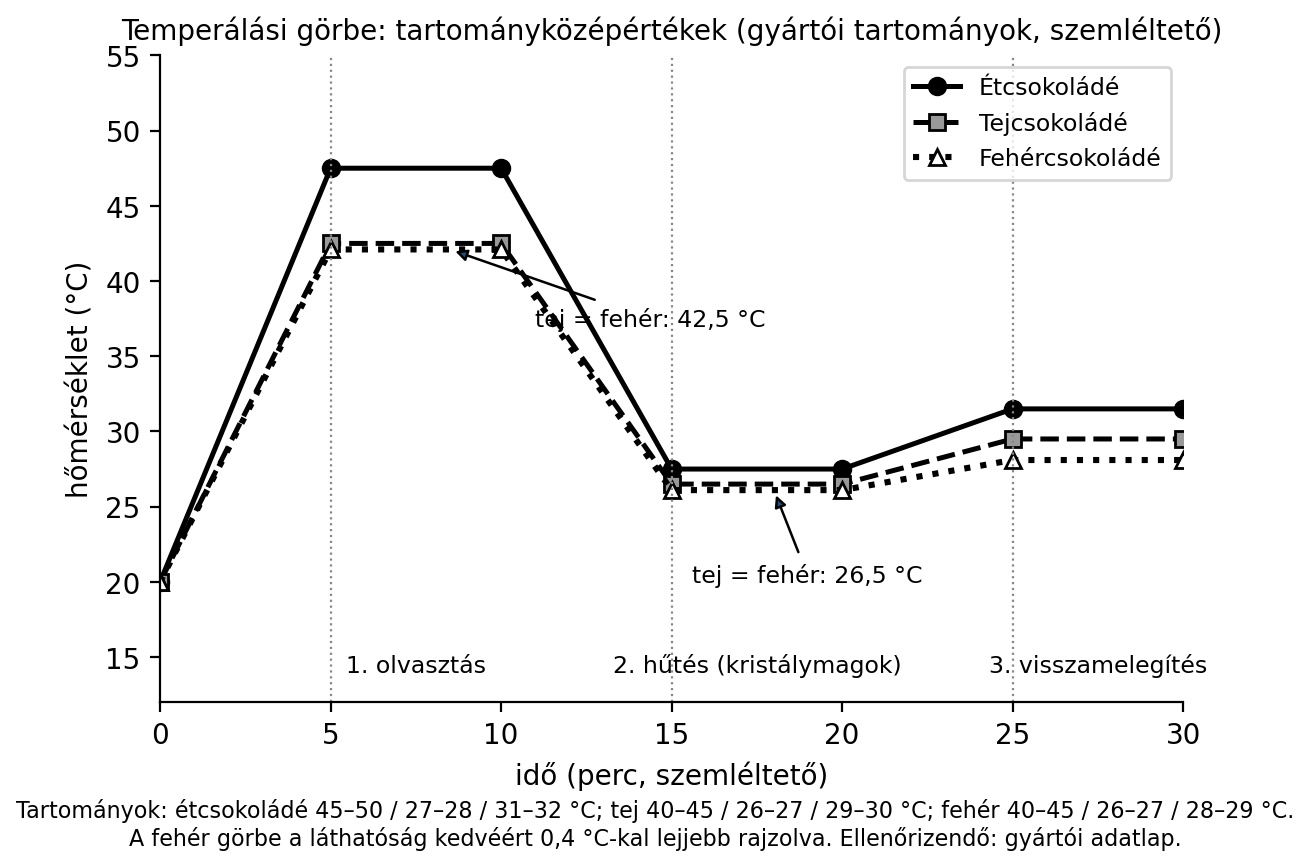 Temperálási görbe: tartományközépértékek (gyártói tartományok, szemléltető)
55
50
45
40
35
30
25
20
15
hőmérséklet (°C)
Étcsokoládé
Tejcsokoládé
Fehércsokoládé
tej = fehér: 42,5 °C
tej = fehér: 26,5 °C
1. olvasztás
2. hűtés (kristálymagok)
3. visszamelegítés
0
5
10
15
20
25
30
idő (perc, szemléltető)
Tartományok: étcsokoládé 45–50 / 27–28 / 31–32 °C; tej 40–45 / 26–27 / 29–30 °C; fehér 40–45 / 26–27 / 28–29 °C.
A fehér görbe a láthatóság kedvéért 0,4 °C-kal lejjebb rajzolva. Ellenőrizendő: gyártói adatlap.